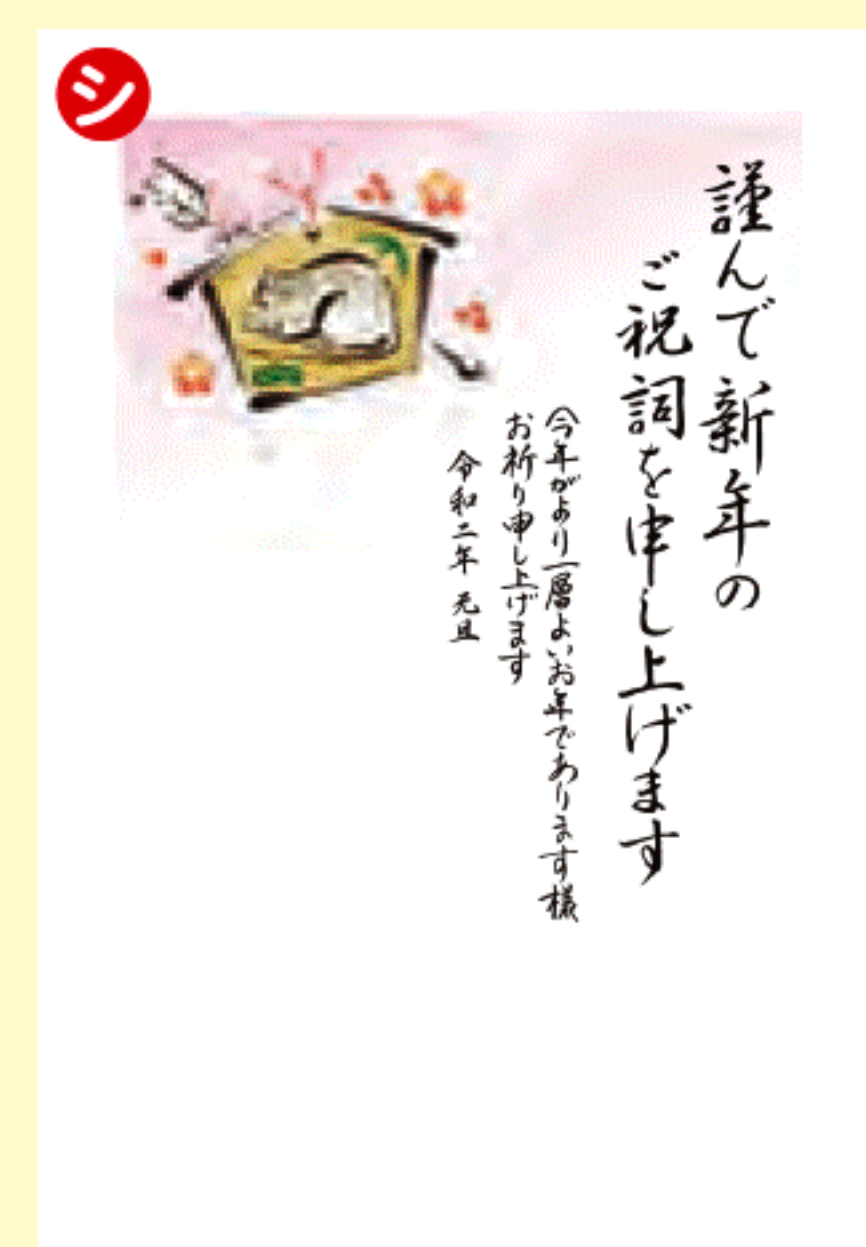 シ
謹んで新年の
ご祝詞を申し上げます
今年がより一層よいお年であります様
お祈り申し上げます
令和二年 元旦